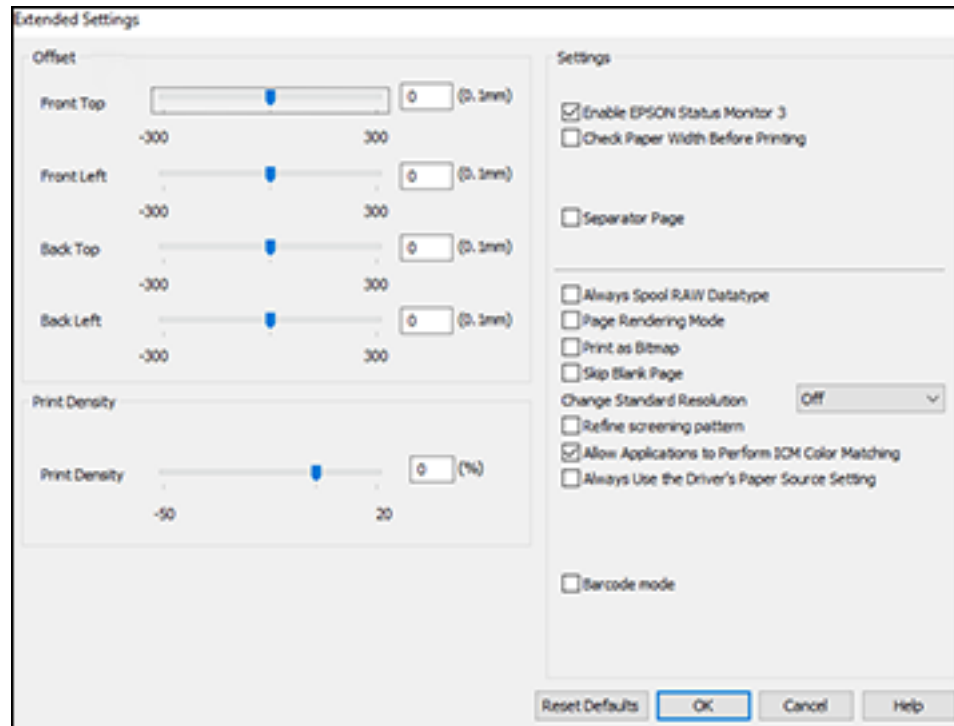 Extended Settings
Offset
Front Top
0
(0.1mm)
-300
300
Front Left
0
(0.1mm)
-300
300
Back Top
0
(0.1mm)
-300
300
Back Left
0
(0.1mm)
-300
300
Print Density
Print Density
0
(%)
-50
20
Settings
Enable EPSON Status Monitor 3
Check Paper Width Before Printing
Separator Page
Always Spool RAW Datatype
Page Rendering Mode
Print as Bitmap
Skip Blank Page
Change Standard Resolution
Off
Refine screening pattern
Allow Applications to Perform ICM Color Matching
Always Use the Driver's Paper Source Setting
Barcode mode
Reset Defaults
OK
Cancel
Help